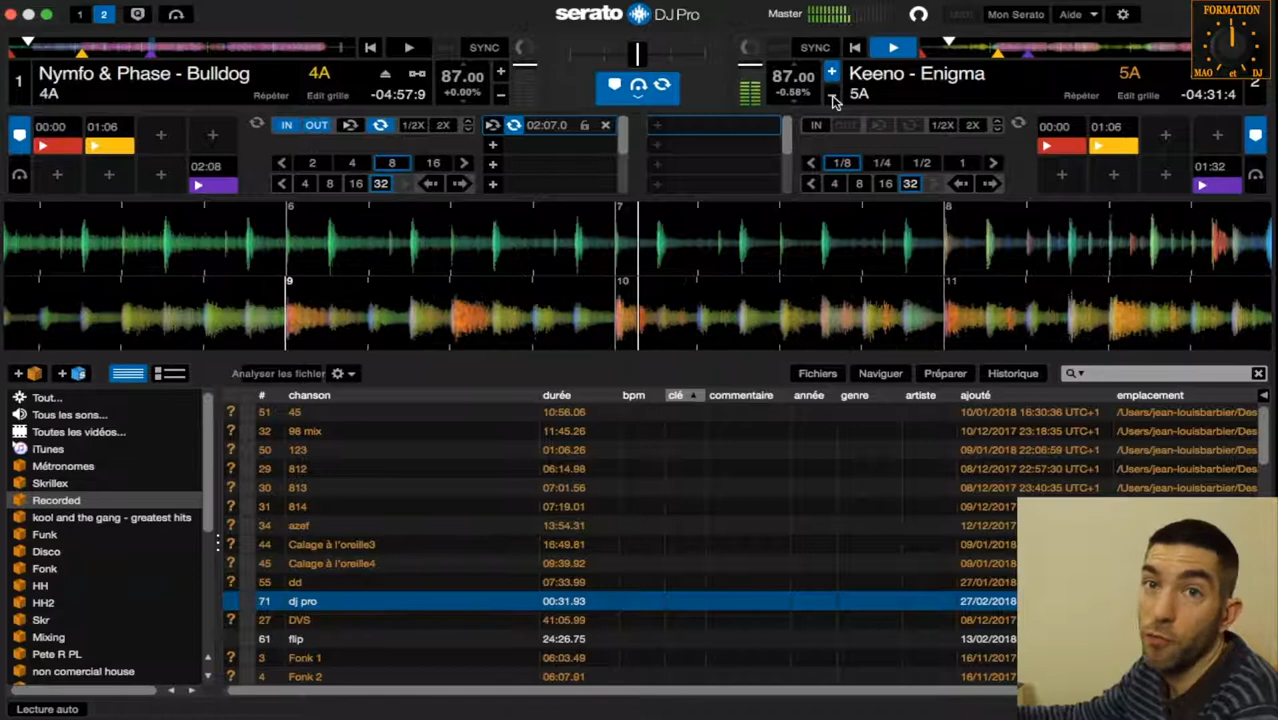 1 2
serato DJ Pro
Master
MIDI
Mon Serato
Aide
FORMATION
MAO et DJ
SYNC
SYNC
1
Nymfo & Phase - Bulldog
4A
87.00
87.00
Keeno - Enigma
5A
2
4A
Répéter
Edit grille
-04:57:9
+0.00%
-0.58%
5A
Répéter
Edit grille
-04:31:4
00:00
01:06
IN OUT
1/2X 2X
02:07.0
IN OUT
1/2X 2X
00:00
01:06
2 4 8 16
1/8 1/4 1/2 1
02:08
4 8 16 32
4 8 16 32
01:32
6 7 8
9 10 11
Analyser les fichier
Fichiers
Naviguer
Préparer
Historique
Tout...
Tous les sons...
Toutes les vidéos...
iTunes
Métronomes
Skrillex
Recorded
kool and the gang - greatest hits
Funk
Disco
Fonk
HH
HH2
Skr
Mixing
Pete R PL
non comercial house
# chanson durée bpm clé commentaire année genre artiste ajouté emplacement
? 51 45 10:56.06 10/01/2018 16:30:36 UTC+1 /Users/jean-louisbarbier/Des
? 32 98 mix 11:45.26 10/12/2017 23:18:35 UTC+1 /Users/jean-louisbarbier/Des
? 50 123 01:06.26 09/01/2018 22:06:59 UTC+1 /Users/jean-louisbarbier/Des
? 29 812 06:14.98 08/12/2017 22:57:30 UTC+1 /Users/jean-louisbarbier/Des
? 30 813 07:01.56 08/12/2017 23:40:35 UTC+1 /Users/jean-louisbarbier/Des
? 31 814 07:19.01 08/12/2017
? 34 azef 13:54.31 12/12/2017
? 44 Calage à l'oreille3 16:49.81 09/01/2018
? 45 Calage à l'oreille4 09:39.92 09/01/2018
? 55 dd 07:33.99 27/01/2018
71 dj pro 00:31.93 27/02/2018
? 27 DVS 41:05.99 08/12/2017
61 flip 24:26.75 13/02/2018
? 3 Fonk 1 06:03.49 16/11/2017
? 4 Fonk 2 06:07.91 16/11/2017
Lecture auto